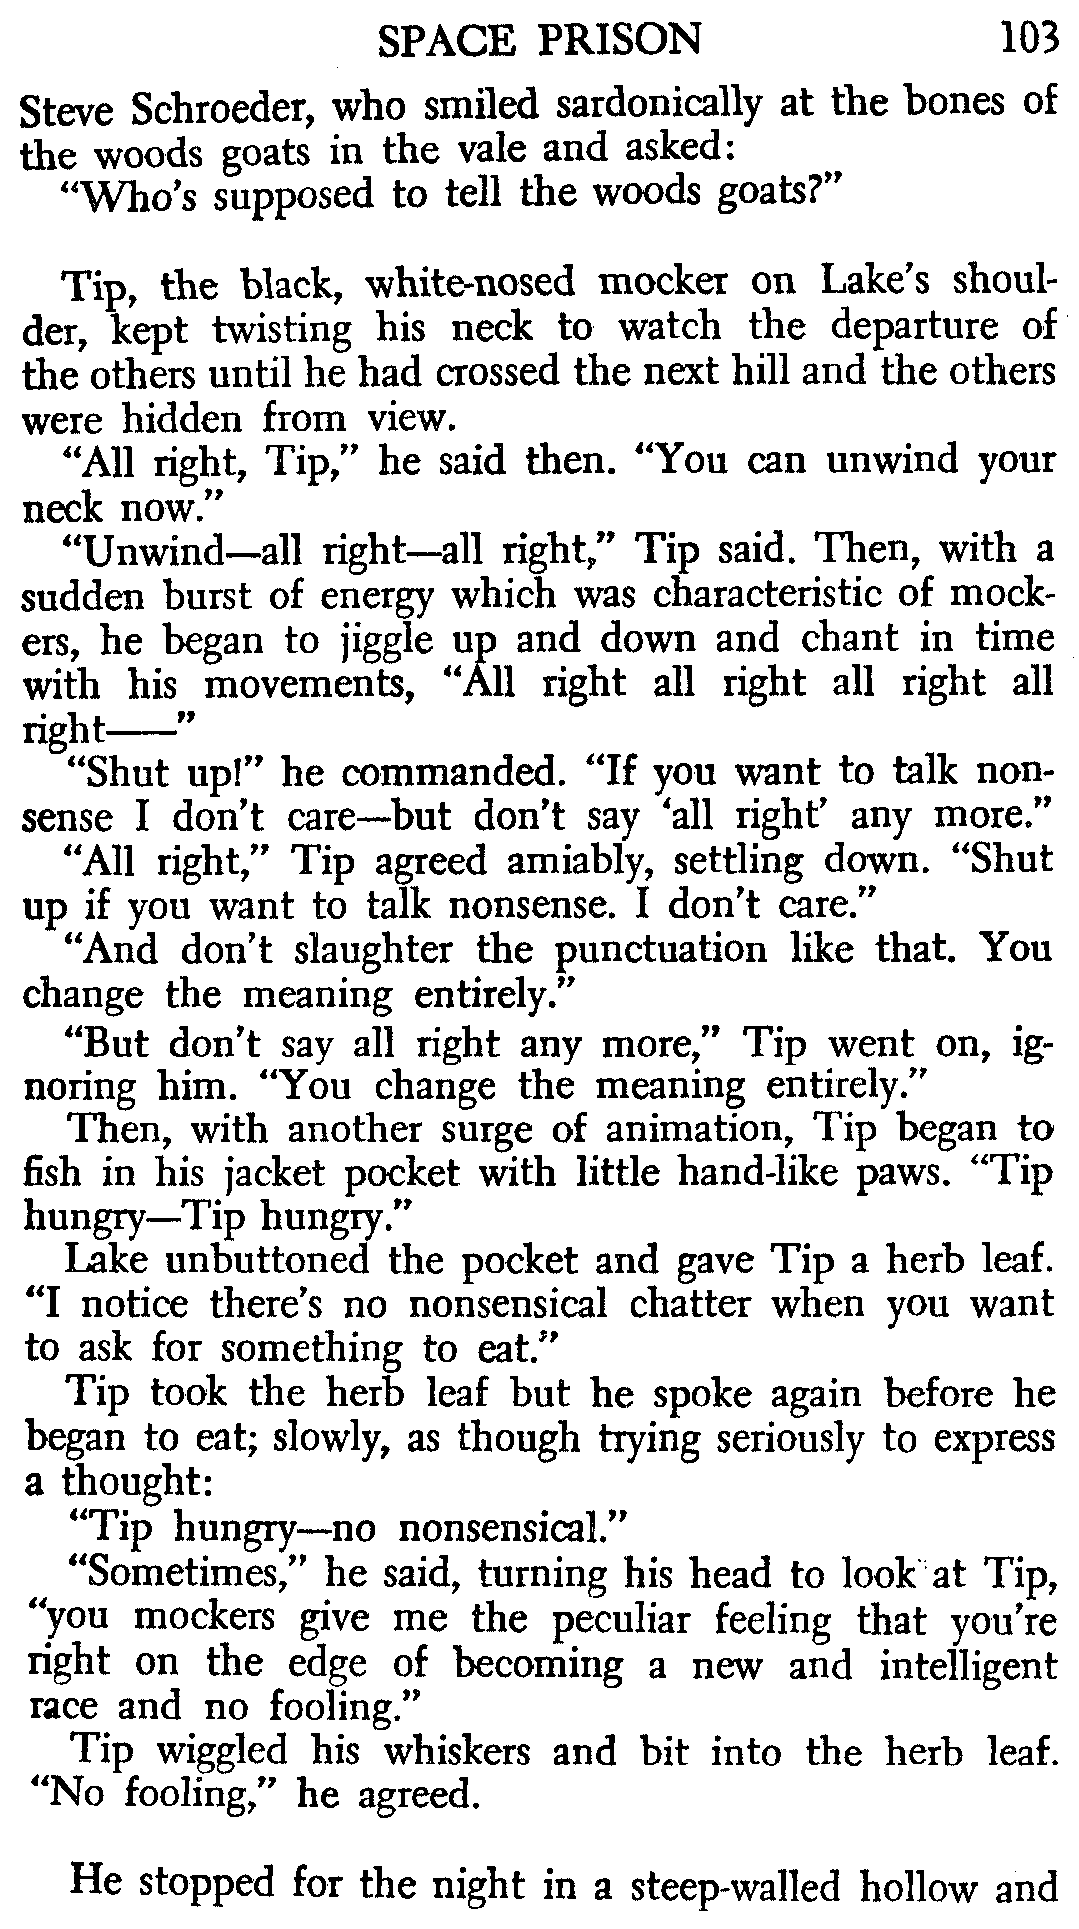 SPACE PRISON 103
Steve Schroeder, who smiled sardonically at the bones of
the woods goats in the vale and asked:
“Who’s supposed to tell the woods goats?”
Tip, the black, white-nosed mocker on Lake’s shoul-
der, kept twisting his neck to watch the departure of
the others until he had crossed the next hill and the others
were hidden from view.
“All right, Tip,” he said then. “You can unwind your
neck now.”
“Unwind—all right—all right,” Tip said. Then, with a
sudden burst of energy which was characteristic of mock-
ers, he began to jiggle up and down and chant in time
with his movements, “All right all right all right all
right——”
“Shut up!” he commanded. “If you want to talk non-
sense I don’t care—but don’t say ‘all right’ any more.”
“All right,” Tip agreed amiably, settling down. “Shut
up if you want to talk nonsense. I don’t care.”
“And don’t slaughter the punctuation like that. You
change the meaning entirely.”
“But don’t say all right any more,” Tip went on, ig-
noring him. “You change the meaning entirely.”
Then, with another surge of animation, Tip began to
fish in his jacket pocket with little hand-like paws. “Tip
hungry—Tip hungry.”
Lake unbuttoned the pocket and gave Tip a herb leaf.
“I notice there’s no nonsensical chatter when you want
to ask for something to eat.”
Tip took the herb leaf but he spoke again before he
began to eat; slowly, as though trying seriously to express
a thought:
“Tip hungry—no nonsensical.”
“Sometimes,” he said, turning his head to look at Tip,
“you mockers give me the peculiar feeling that you’re
right on the edge of becoming a new and intelligent
race and no fooling.”
Tip wiggled his whiskers and bit into the herb leaf.
“No fooling,” he agreed.
He stopped for the night in a steep-walled hollow and